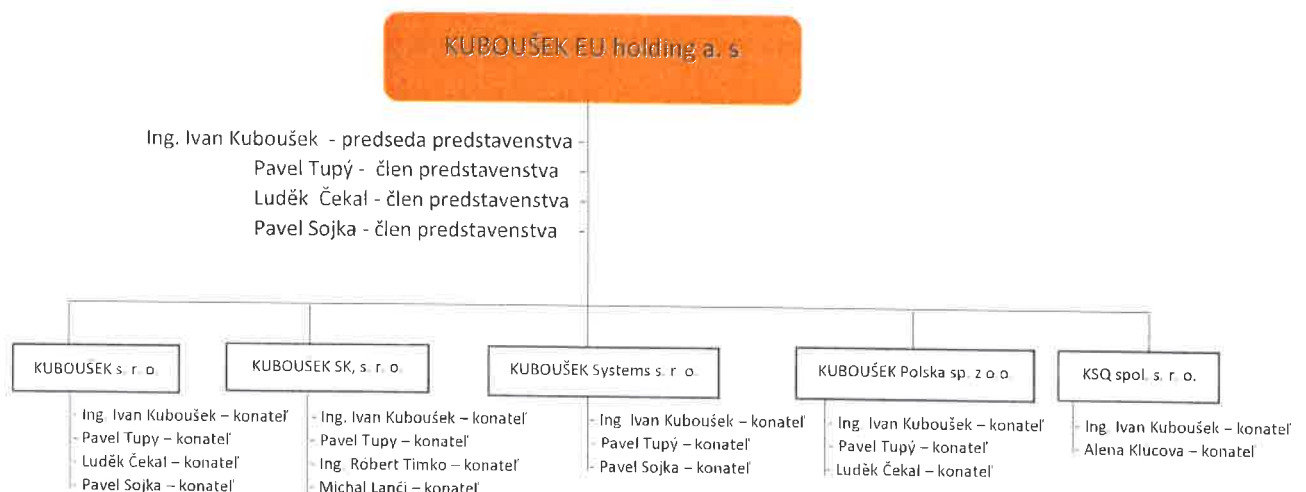 KUBOUŠEK EU holding a. s
Ing. Ivan Kuboušek - predseda predstavenstva
Pavel Tupý - člen predstavenstva
Luděk Čekal - člen predstavenstva
Pavel Sojka - člen predstavenstva
KUBOUŠEK s. r. o.
Ing. Ivan Kuboušek – konateľ
Pavel Tupy – konateľ
Luděk Čekal – konateľ
Pavel Sojka – konateľ
KUBOUSEK SK, s. r. o.
Ing. Ivan Kuboušek – konateľ
Pavel Tupy – konateľ
Ing. Róbert Timko – konateľ
Michal Lanči – konateľ
KUBOUŠEK Systems s. r o.
Ing. Ivan Kuboušek – konateľ
Pavel Tupý – konateľ
Pavel Sojka – konateľ
KUBOUŠEK Polska sp. z o.o.
Ing. Ivan Kuboušek – konateľ
Pavel Tupý – konateľ
Luděk Čekal – konateľ
KSQ spol. s. r. o.
Ing. Ivan Kuboušek – konateľ
Alena Klucova – konateľ